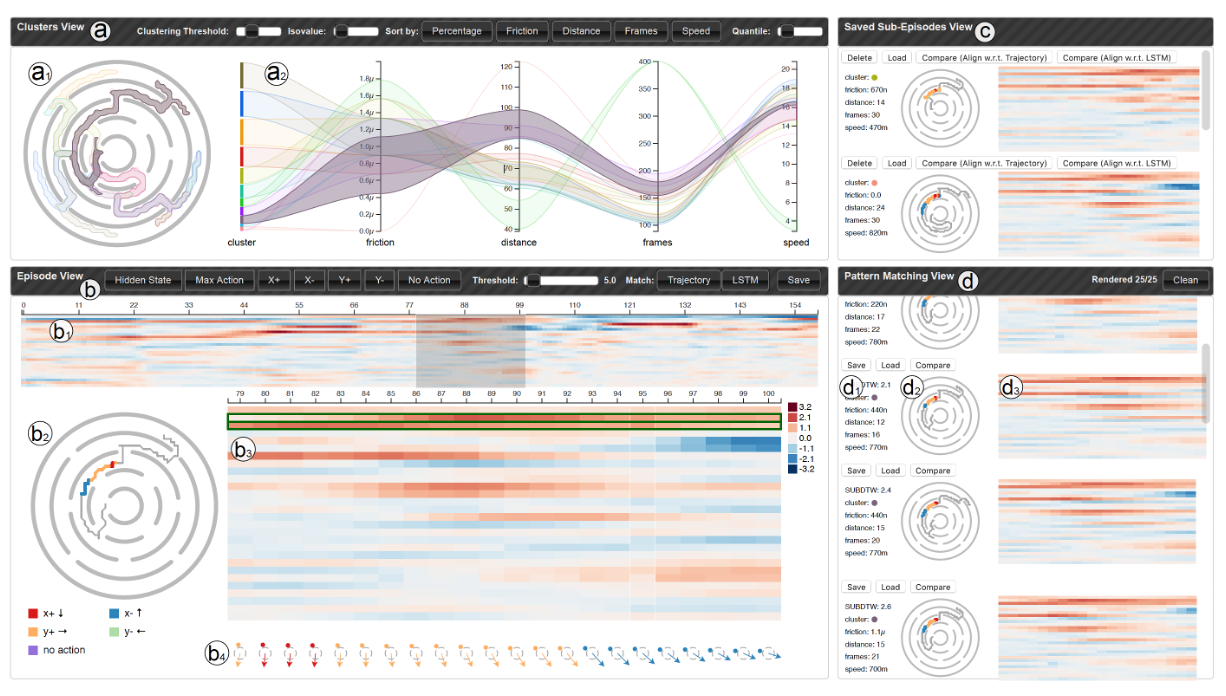 Clusters View a
Clustering Threshold: Isovalue: Sort by: Percentage Friction Distance Frames Speed Quantile:
a1
a2
1.8μ
1.6μ
1.4μ
1.2μ
1.0μ
0.8μ
0.6μ
0.4μ
0.2μ
0.0μ
120
110
100
90
80
70
60
50
40
400
350
300
250
200
150
100
20
18
16
14
12
10
8
6
4
cluster friction distance frames speed
Saved Sub-Episodes View c
Delete Load Compare (Align w.r.t. Trajectory) Compare (Align w.r.t. LSTM)
cluster:
friction: 670n
distance: 14
frames: 30
speed: 470m
Delete Load Compare (Align w.r.t. Trajectory) Compare (Align w.r.t. LSTM)
cluster:
friction: 0.0
distance: 24
frames: 30
speed: 820m
Episode View b
Hidden State Max Action X+ X- Y+ Y- No Action Threshold: 5.0 Match: Trajectory LSTM Save
0 11 22 33 44 55 66 77 88 99 110 121 132 143 154
b1
79 80 81 82 83 84 85 86 87 88 89 90 91 92 93 94 95 96 97 98 99 100
b2
b3
3.2
2.1
1.1
0.0
-1.1
-2.1
-3.2
x+ ↓ x- ↑
y+ → y- ←
no action
b4
Pattern Matching View d Rendered 25/25 Clean
friction: 220n
distance: 17
frames: 22
speed: 780m
Save Load Compare
d1 d2 d3
DTW: 2.1
cluster:
friction: 440n
distance: 12
frames: 16
speed: 770m
Save Load Compare
SUBDTW: 2.4
cluster:
friction: 440n
distance: 15
frames: 20
speed: 770m
Save Load Compare
SUBDTW: 2.6
cluster:
friction: 1.1μ
distance: 15
frames: 21
speed: 700m